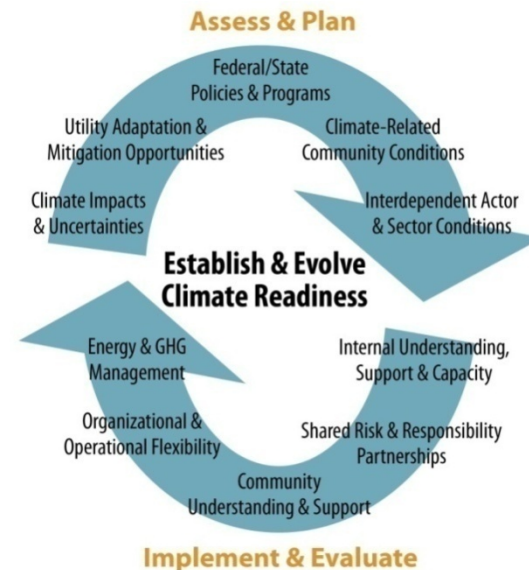 Assess & Plan
Federal/State
Policies & Programs
Utility Adaptation &
Mitigation Opportunities
Climate-Related
Community Conditions
Climate Impacts
& Uncertainties
Interdependent Actor
& Sector Conditions
Establish & Evolve
Climate Readiness
Energy & GHG
Management
Internal Understanding,
Support & Capacity
Organizational &
Operational Flexibility
Shared Risk & Responsibility
Partnerships
Community
Understanding & Support
Implement & Evaluate